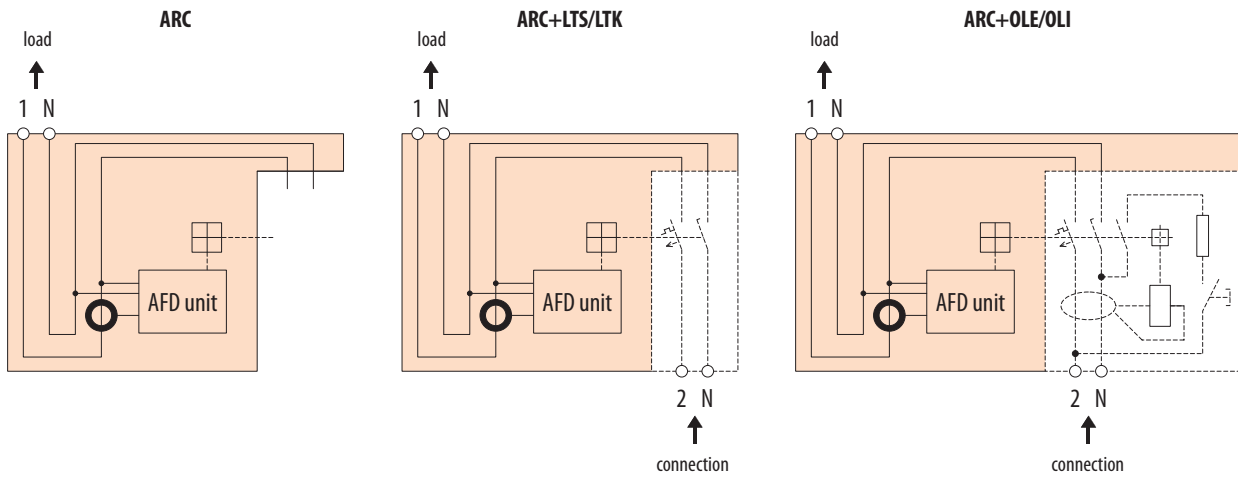 ARC
load
1 N
AFD unit
ARC+LTS/LTK
load
1 N
AFD unit
2 N
connection
ARC+OLE/OLI
load
1 N
AFD unit
2 N
connection